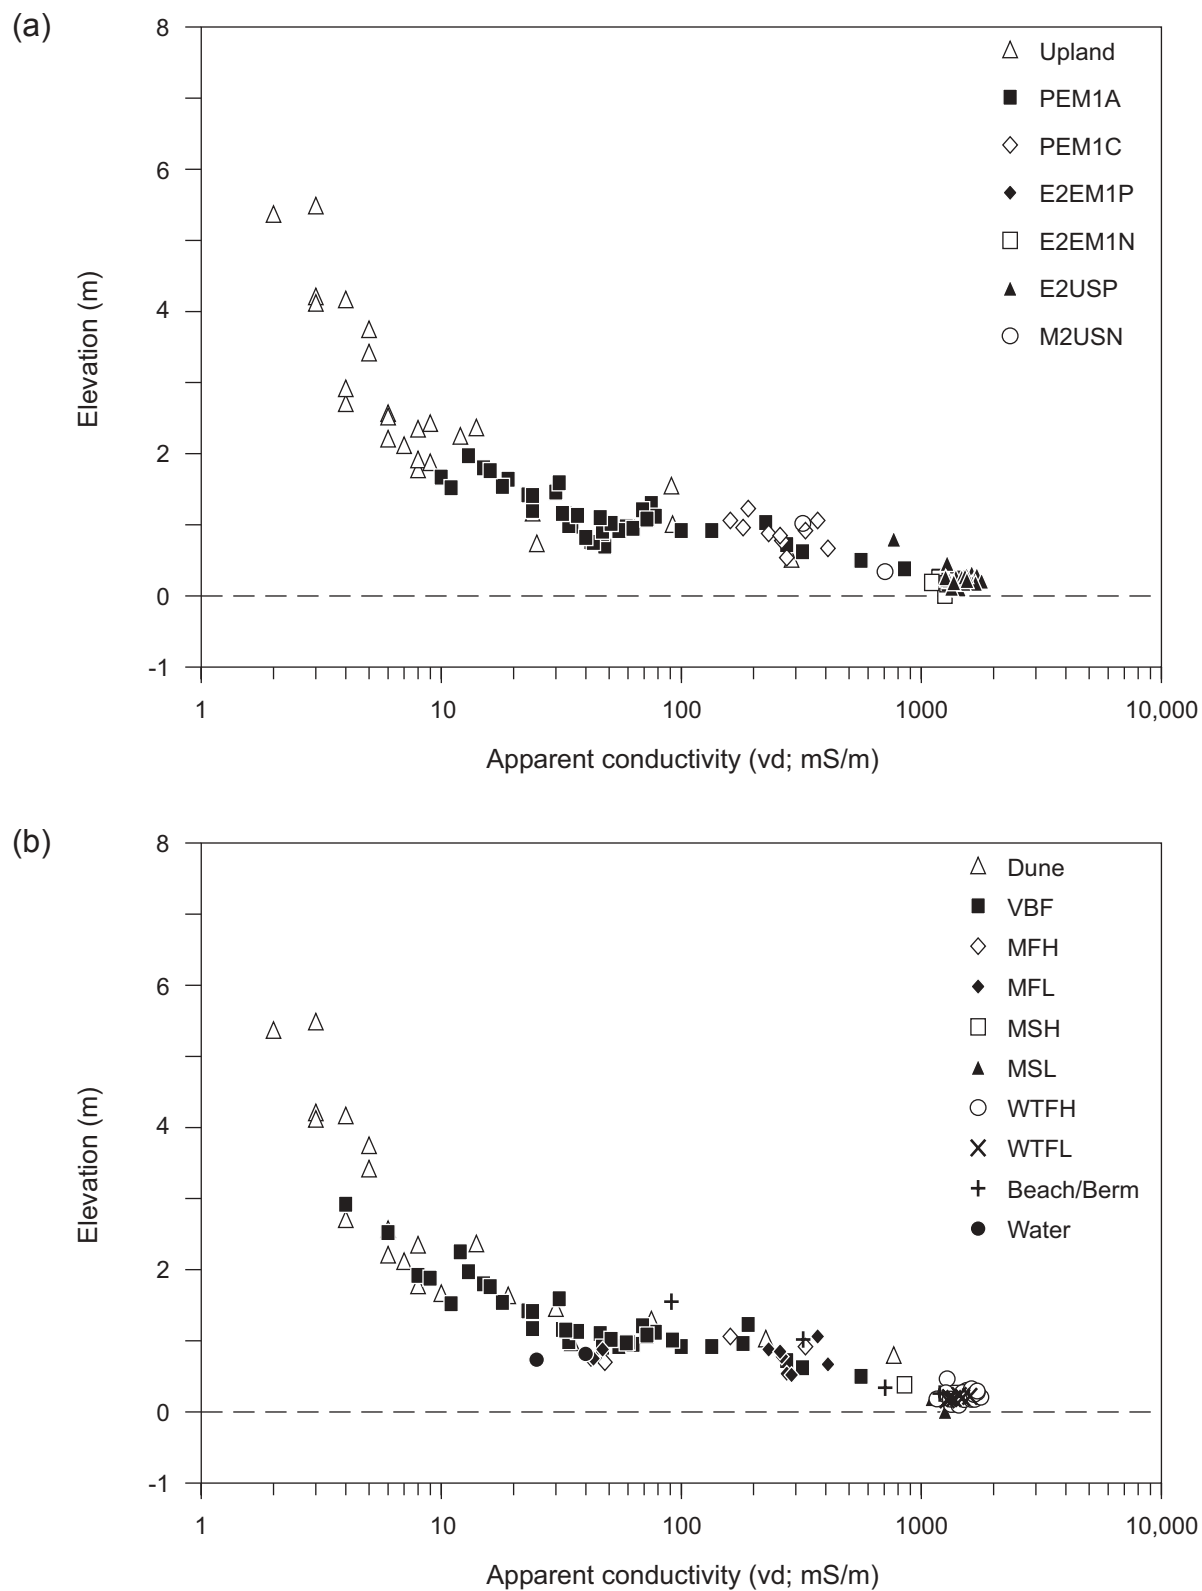 (a)
8
6
4
2
0
-1
Elevation (m)
Upland
PEM1A
PEM1C
E2EM1P
E2EM1N
E2USP
M2USN
1 10 100 1000 10,000
Apparent conductivity (vd; mS/m)
(b)
8
6
4
2
0
-1
Elevation (m)
Dune
VBF
MFH
MFL
MSH
MSL
WTFH
WTFL
Beach/Berm
Water
1 10 100 1000 10,000
Apparent conductivity (vd; mS/m)